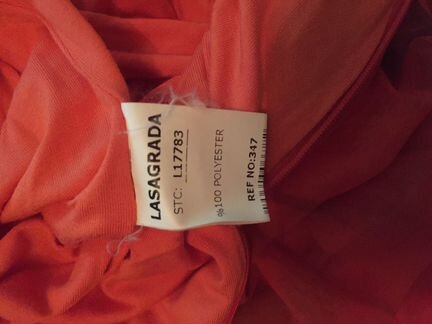 LASAGRADA
STC: L17783
%100 POLYESTER
REF NO:347